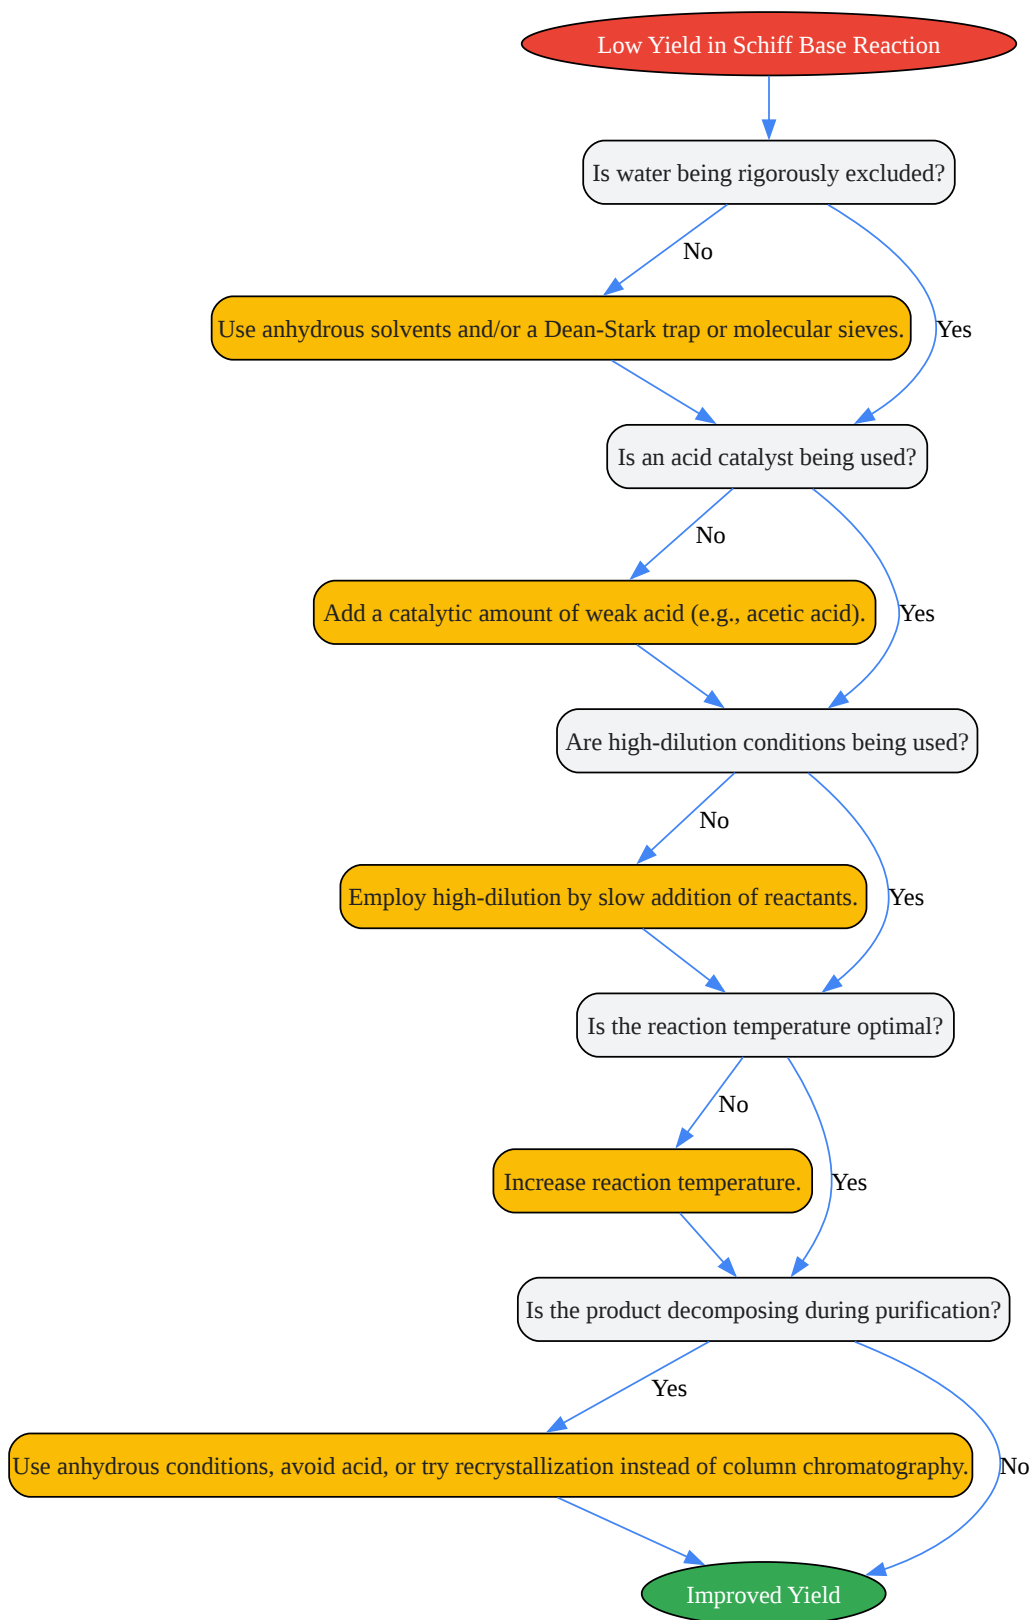 Low Yield in Schiff Base Reaction
Is water being rigorously excluded?
No
Use anhydrous solvents and/or a Dean-Stark trap or molecular sieves.
Yes
Is an acid catalyst being used?
No
Add a catalytic amount of weak acid (e.g., acetic acid).
Yes
Are high-dilution conditions being used?
No
Employ high-dilution by slow addition of reactants.
Yes
Is the reaction temperature optimal?
No
Increase reaction temperature.
Yes
Is the product decomposing during purification?
Yes
Use anhydrous conditions, avoid acid, or try recrystallization instead of column chromatography.
No
Improved Yield